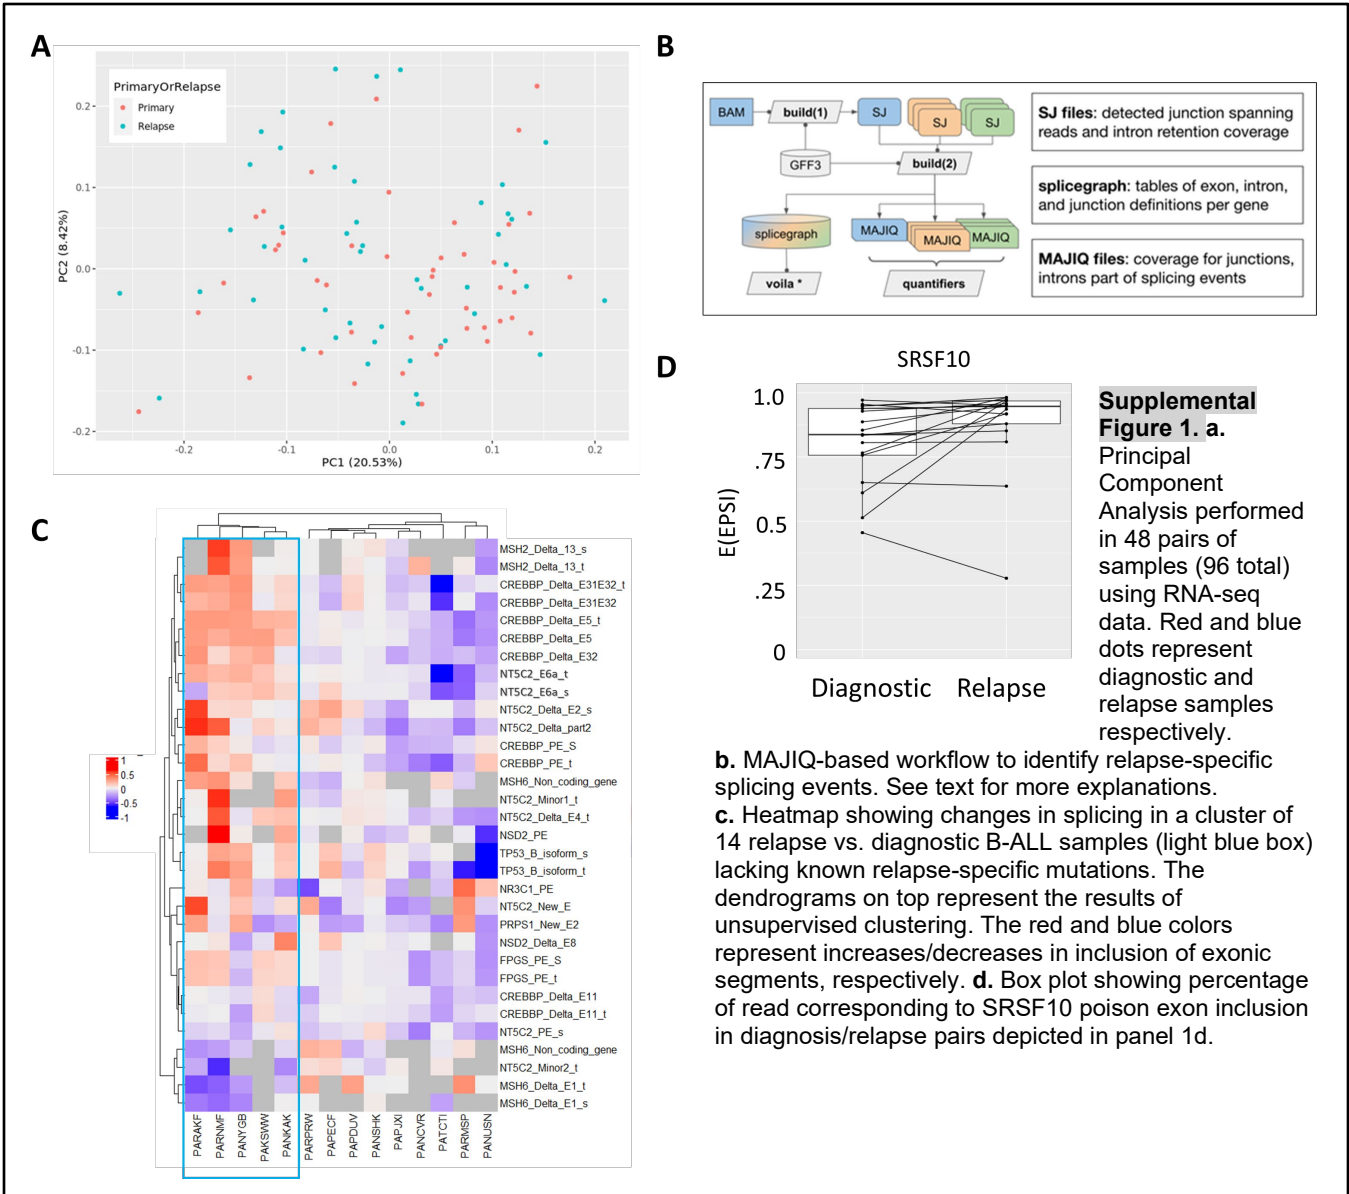 A
PrimaryOrRelapse
Primary
Relapse
0.2
0.1
0.0
-0.1
-0.2
PC2 (8.42%)
-0.2
-0.1
0.0
0.1
0.2
PC1 (20.53%)
B
BAM
build(1)
SJ
SJ
SJ
GFF3
build(2)
splicegraph
MAJIQ
MAJIQ
MAJIQ
voila *
quantifiers
SJ files: detected junction spanning
reads and intron retention coverage
splicegraph: tables of exon, intron,
and junction definitions per gene
MAJIQ files: coverage for junctions,
introns part of splicing events
C
1
0.5
0
-0.5
-1
MSH2_Delta_13_s
MSH2_Delta_13_t
CREBBP_Delta_E31E32_t
CREBBP_Delta_E31E32
CREBBP_Delta_E5_t
CREBBP_Delta_E5
CREBBP_Delta_E32
NT5C2_E6a_t
NT5C2_E6a_s
NT5C2_Delta_E2_s
NT5C2_Delta_part2
CREBBP_PE_S
CREBBP_PE_t
MSH6_Non_coding_gene
NT5C2_Minor1_t
NT5C2_Delta_E4_t
NSD2_PE
TP53_B_isoform_s
TP53_B_isoform_t
NR3C1_PE
NT5C2_New_E
PRPS1_New_E2
NSD2_Delta_E8
FPGS_PE_S
FPGS_PE_t
CREBBP_Delta_E11
CREBBP_Delta_E11_t
NT5C2_PE_s
MSH6_Non_coding_gene
NT5C2_Minor2_t
MSH6_Delta_E1_t
MSH6_Delta_E1_s
PARAKF
PARNMF
PANYGB
PAKSWW
PANKAK
PARPRW
PAPECF
PAPDUV
PANSHK
PAPJXI
PANCVR
PATCTI
PARMSP
PANUSN
D
SRSF10
E(EPSI)
1.0
.75
0.5
.25
0
Diagnostic Relapse
Supplemental
Figure 1. a.
Principal
Component
Analysis performed
in 48 pairs of
samples (96 total)
using RNA-seq
data. Red and blue
dots represent
diagnostic and
relapse samples
respectively.
b. MAJIQ-based workflow to identify relapse-specific
splicing events. See text for more explanations.
c. Heatmap showing changes in splicing in a cluster of
14 relapse vs. diagnostic B-ALL samples (light blue box)
lacking known relapse-specific mutations. The
dendrograms on top represent the results of
unsupervised clustering. The red and blue colors
represent increases/decreases in inclusion of exonic
segments, respectively. d. Box plot showing percentage
of read corresponding to SRSF10 poison exon inclusion
in diagnosis/relapse pairs depicted in panel 1d.